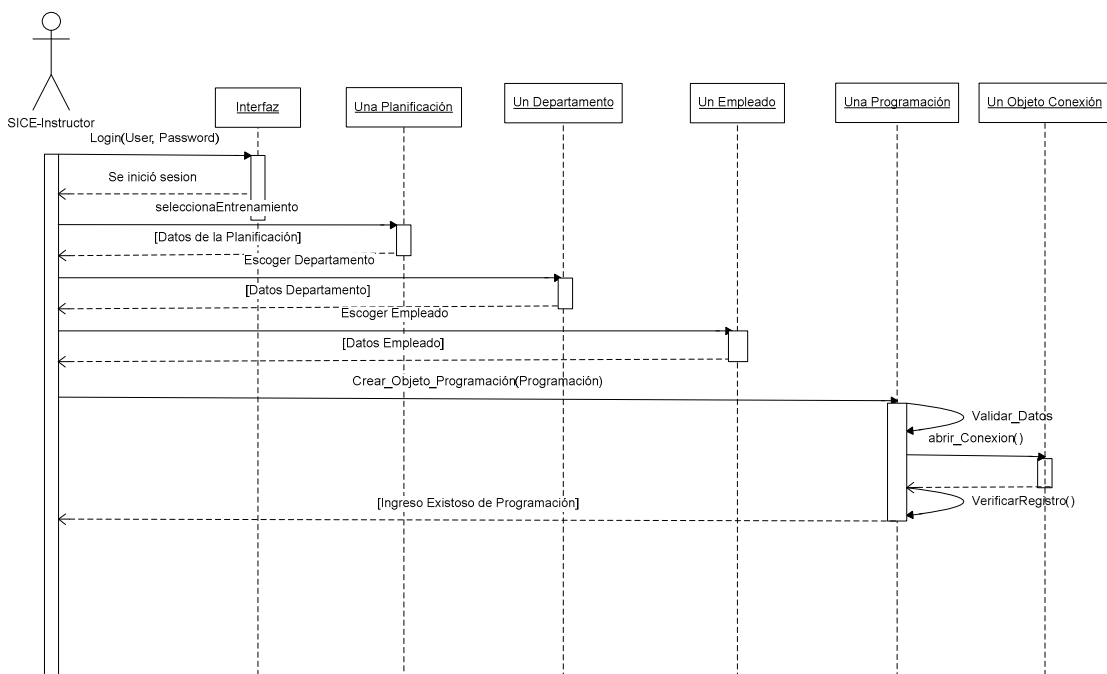 Interfaz
Una Planificación
Un Departamento
Un Empleado
Una Programación
Un Objeto Conexión
SICE-Instructor
Login(User, Password)
Se inició sesion
seleccionaEntrenamiento
[Datos de la Planificación]
Escoger Departamento
[Datos Departamento]
Escoger Empleado
[Datos Empleado]
Crear_Objeto_Programación(Programación)
Validar_Datos
abrir_Conexion()
[Ingreso Existoso de Programación]
VerificarRegistro()